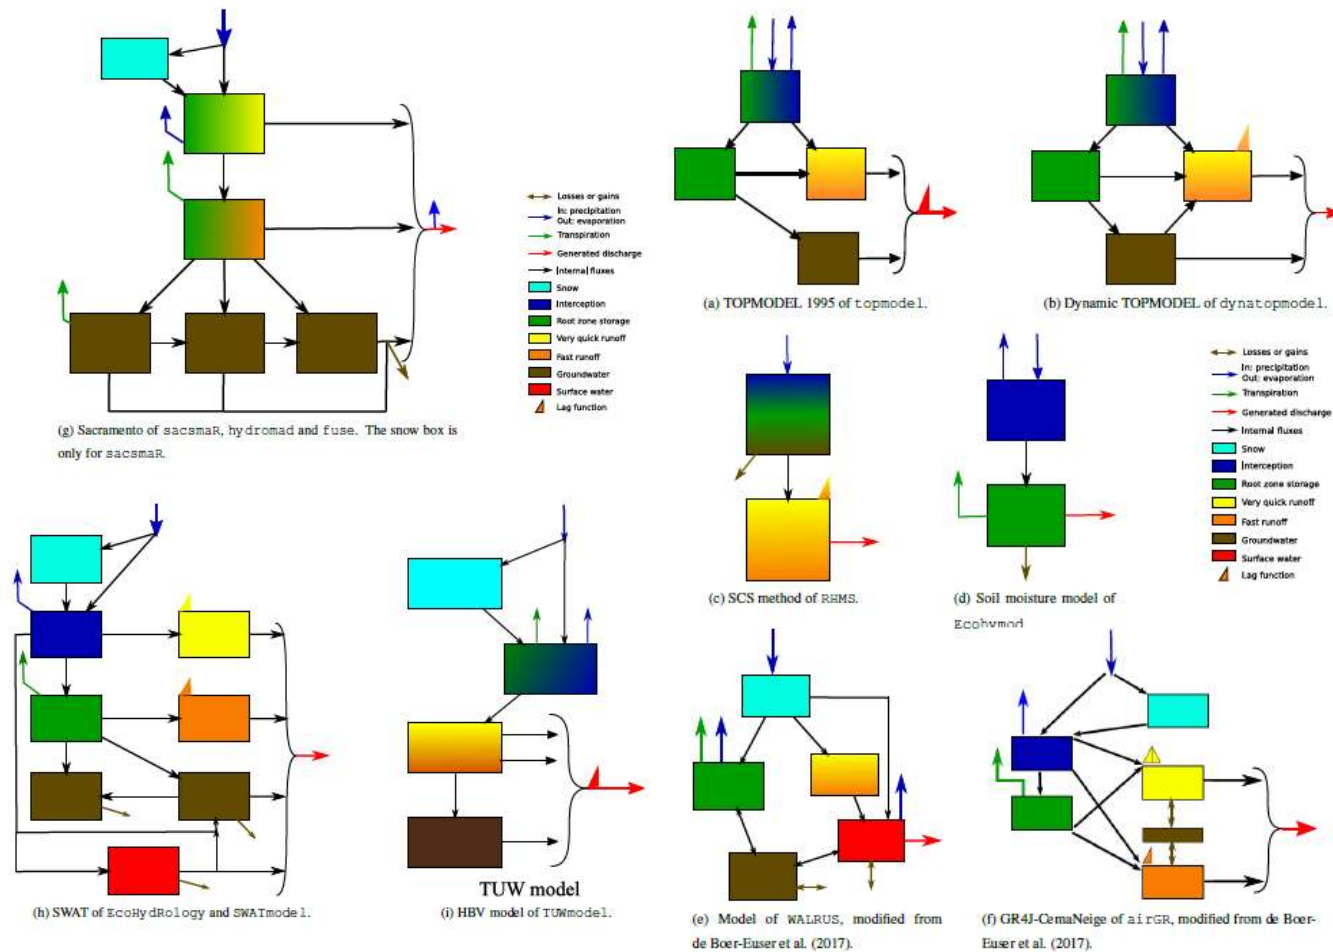 Losses or gains
In: precipitation
Out: evaporation
Transpiration
Generated discharge
Internal fluxes
Snow
Interception
Root zone storage
Very quick runoff
Fast runoff
Groundwater
Surface water
Lag function
(g) Sacramento of sacsmaR, hydromad and fuse. The snow box is
only for sacsmaR.
(a) TOPMODEL 1995 of topmodel.
(b) Dynamic TOPMODEL of dynatopmodel.
Losses or gains
In: precipitation
Out: evaporation
Transpiration
Generated discharge
Internal fluxes
Snow
Interception
Root zone storage
Very quick runoff
Fast runoff
Groundwater
Surface water
Lag function
(c) SCS method of RHMS.
(d) Soil moisture model of
Ecohymod
(h) SWAT of EcoHydRology and SWATmodel.
TUW model
(i) HBV model of TUWmodel.
(e) Model of WALRUS, modified from
de Boer-Euser et al. (2017).
(f) GR4J-CemaNeige of airGR, modified from de Boer-
Euser et al. 2017).